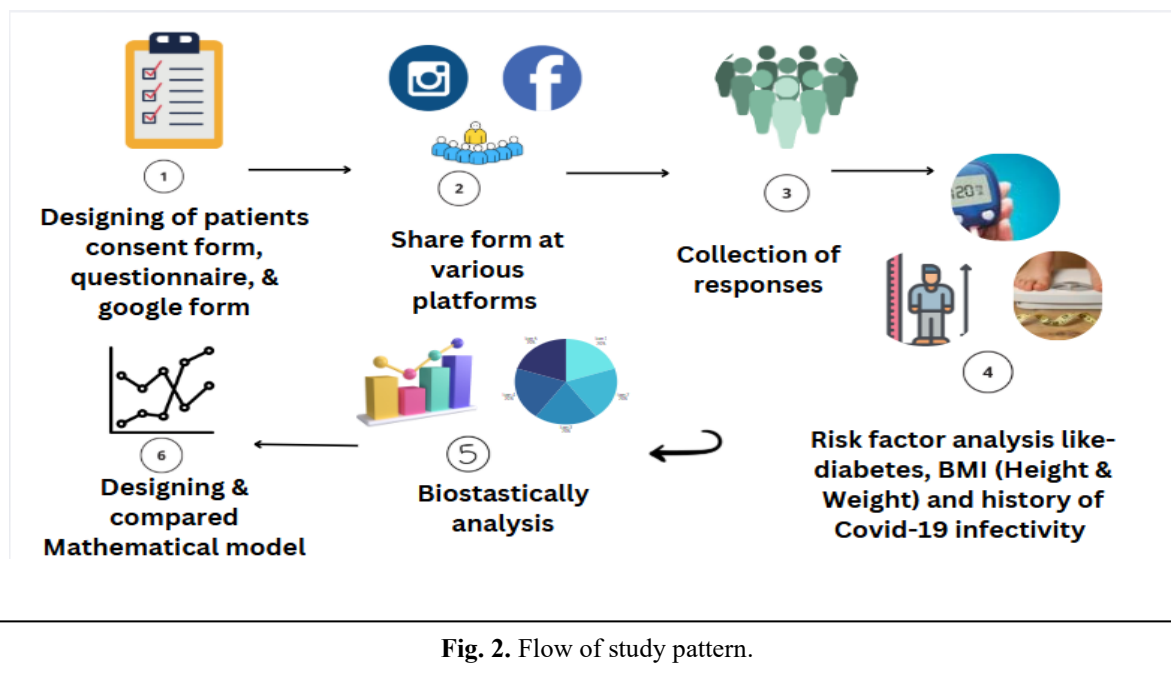 1
Designing of patients
consent form,
questionnaire, &
google form
2
Share form at
various
platforms
3
Collection of
responses
4
Risk factor analysis like-
diabetes, BMI (Height &
Weight) and history of
Covid-19 infectivity
5
Biostastically
analysis
6
Designing &
compared
Mathematical model
Fig. 2. Flow of study pattern.